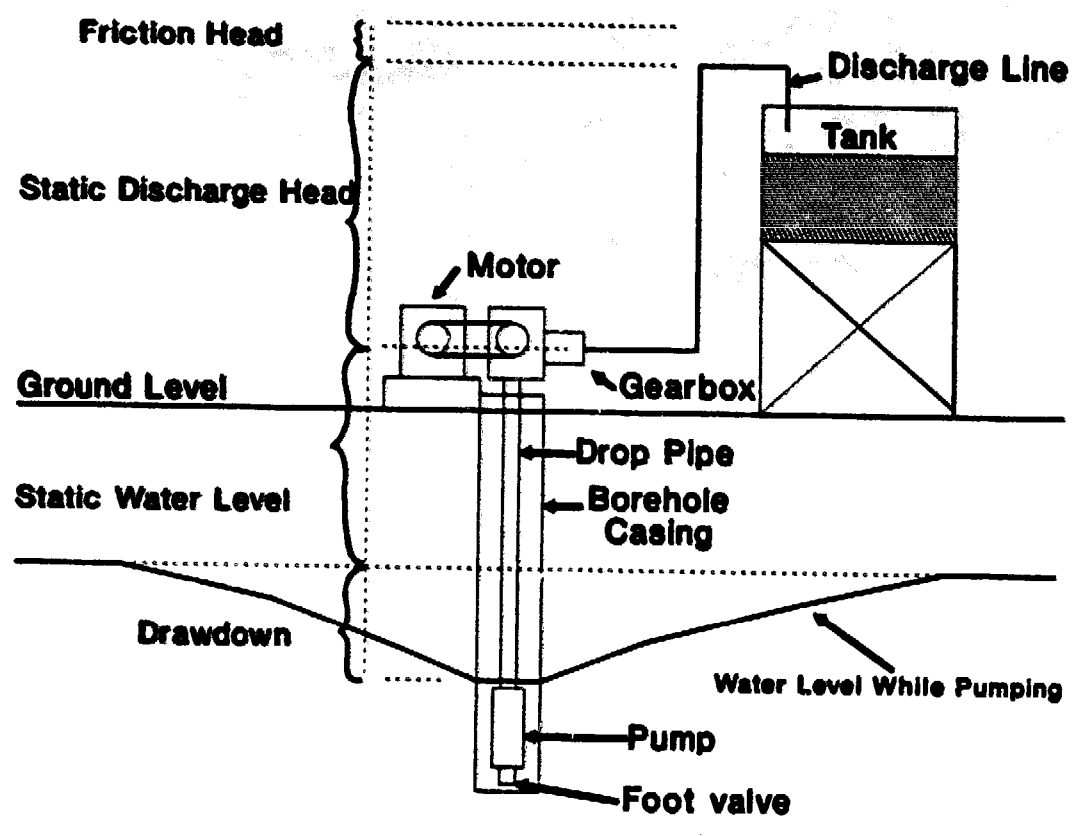 Friction Head
Discharge Line
Tank
Static Discharge Head
Motor
Ground Level
Gearbox
Drop Pipe
Static Water Level
Borehole
Casing
Drawdown
Water Level While Pumping
Pump
Foot valve